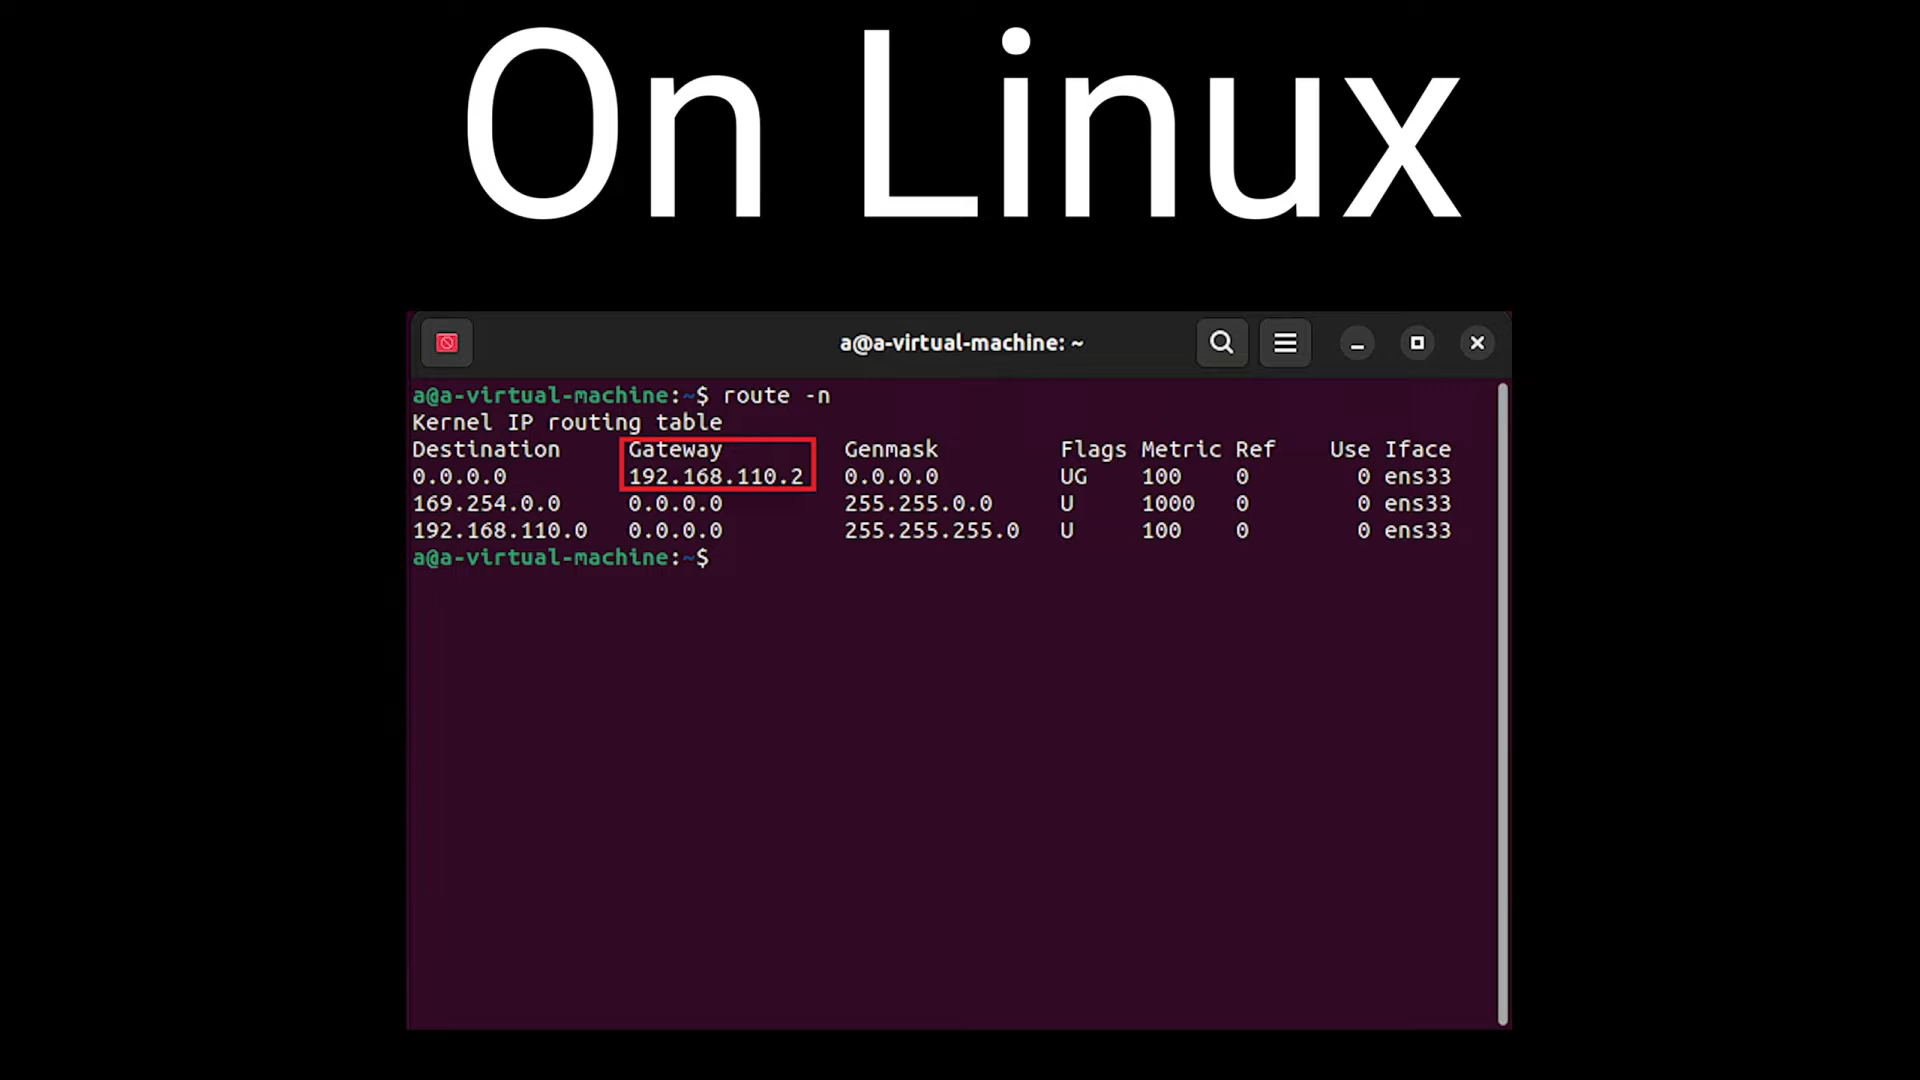 On Linux
a@a-virtual-machine: ~
a@a-virtual-machine:~$ route -n
Kernel IP routing table
Destination Gateway Genmask Flags Metric Ref Use Iface
0.0.0.0 192.168.110.2 0.0.0.0 UG 100 0 0 ens33
169.254.0.0 0.0.0.0 255.255.0.0 U 1000 0 0 ens33
192.168.110.0 0.0.0.0 255.255.255.0 U 100 0 0 ens33
a@a-virtual-machine:~$